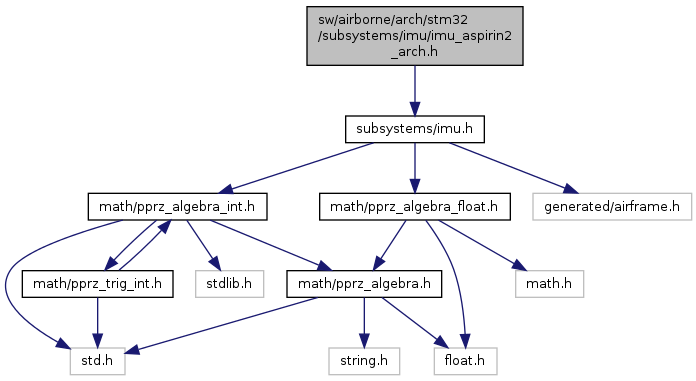 sw/airborne/arch/stm32
/subsystems/imu/imu_aspirin2
_arch.h
subsystems/imu.h
math/pprz_algebra_int.h
math/pprz_algebra_float.h
generated/airframe.h
math/pprz_trig_int.h
stdlib.h
math/pprz_algebra.h
math.h
std.h
string.h
float.h